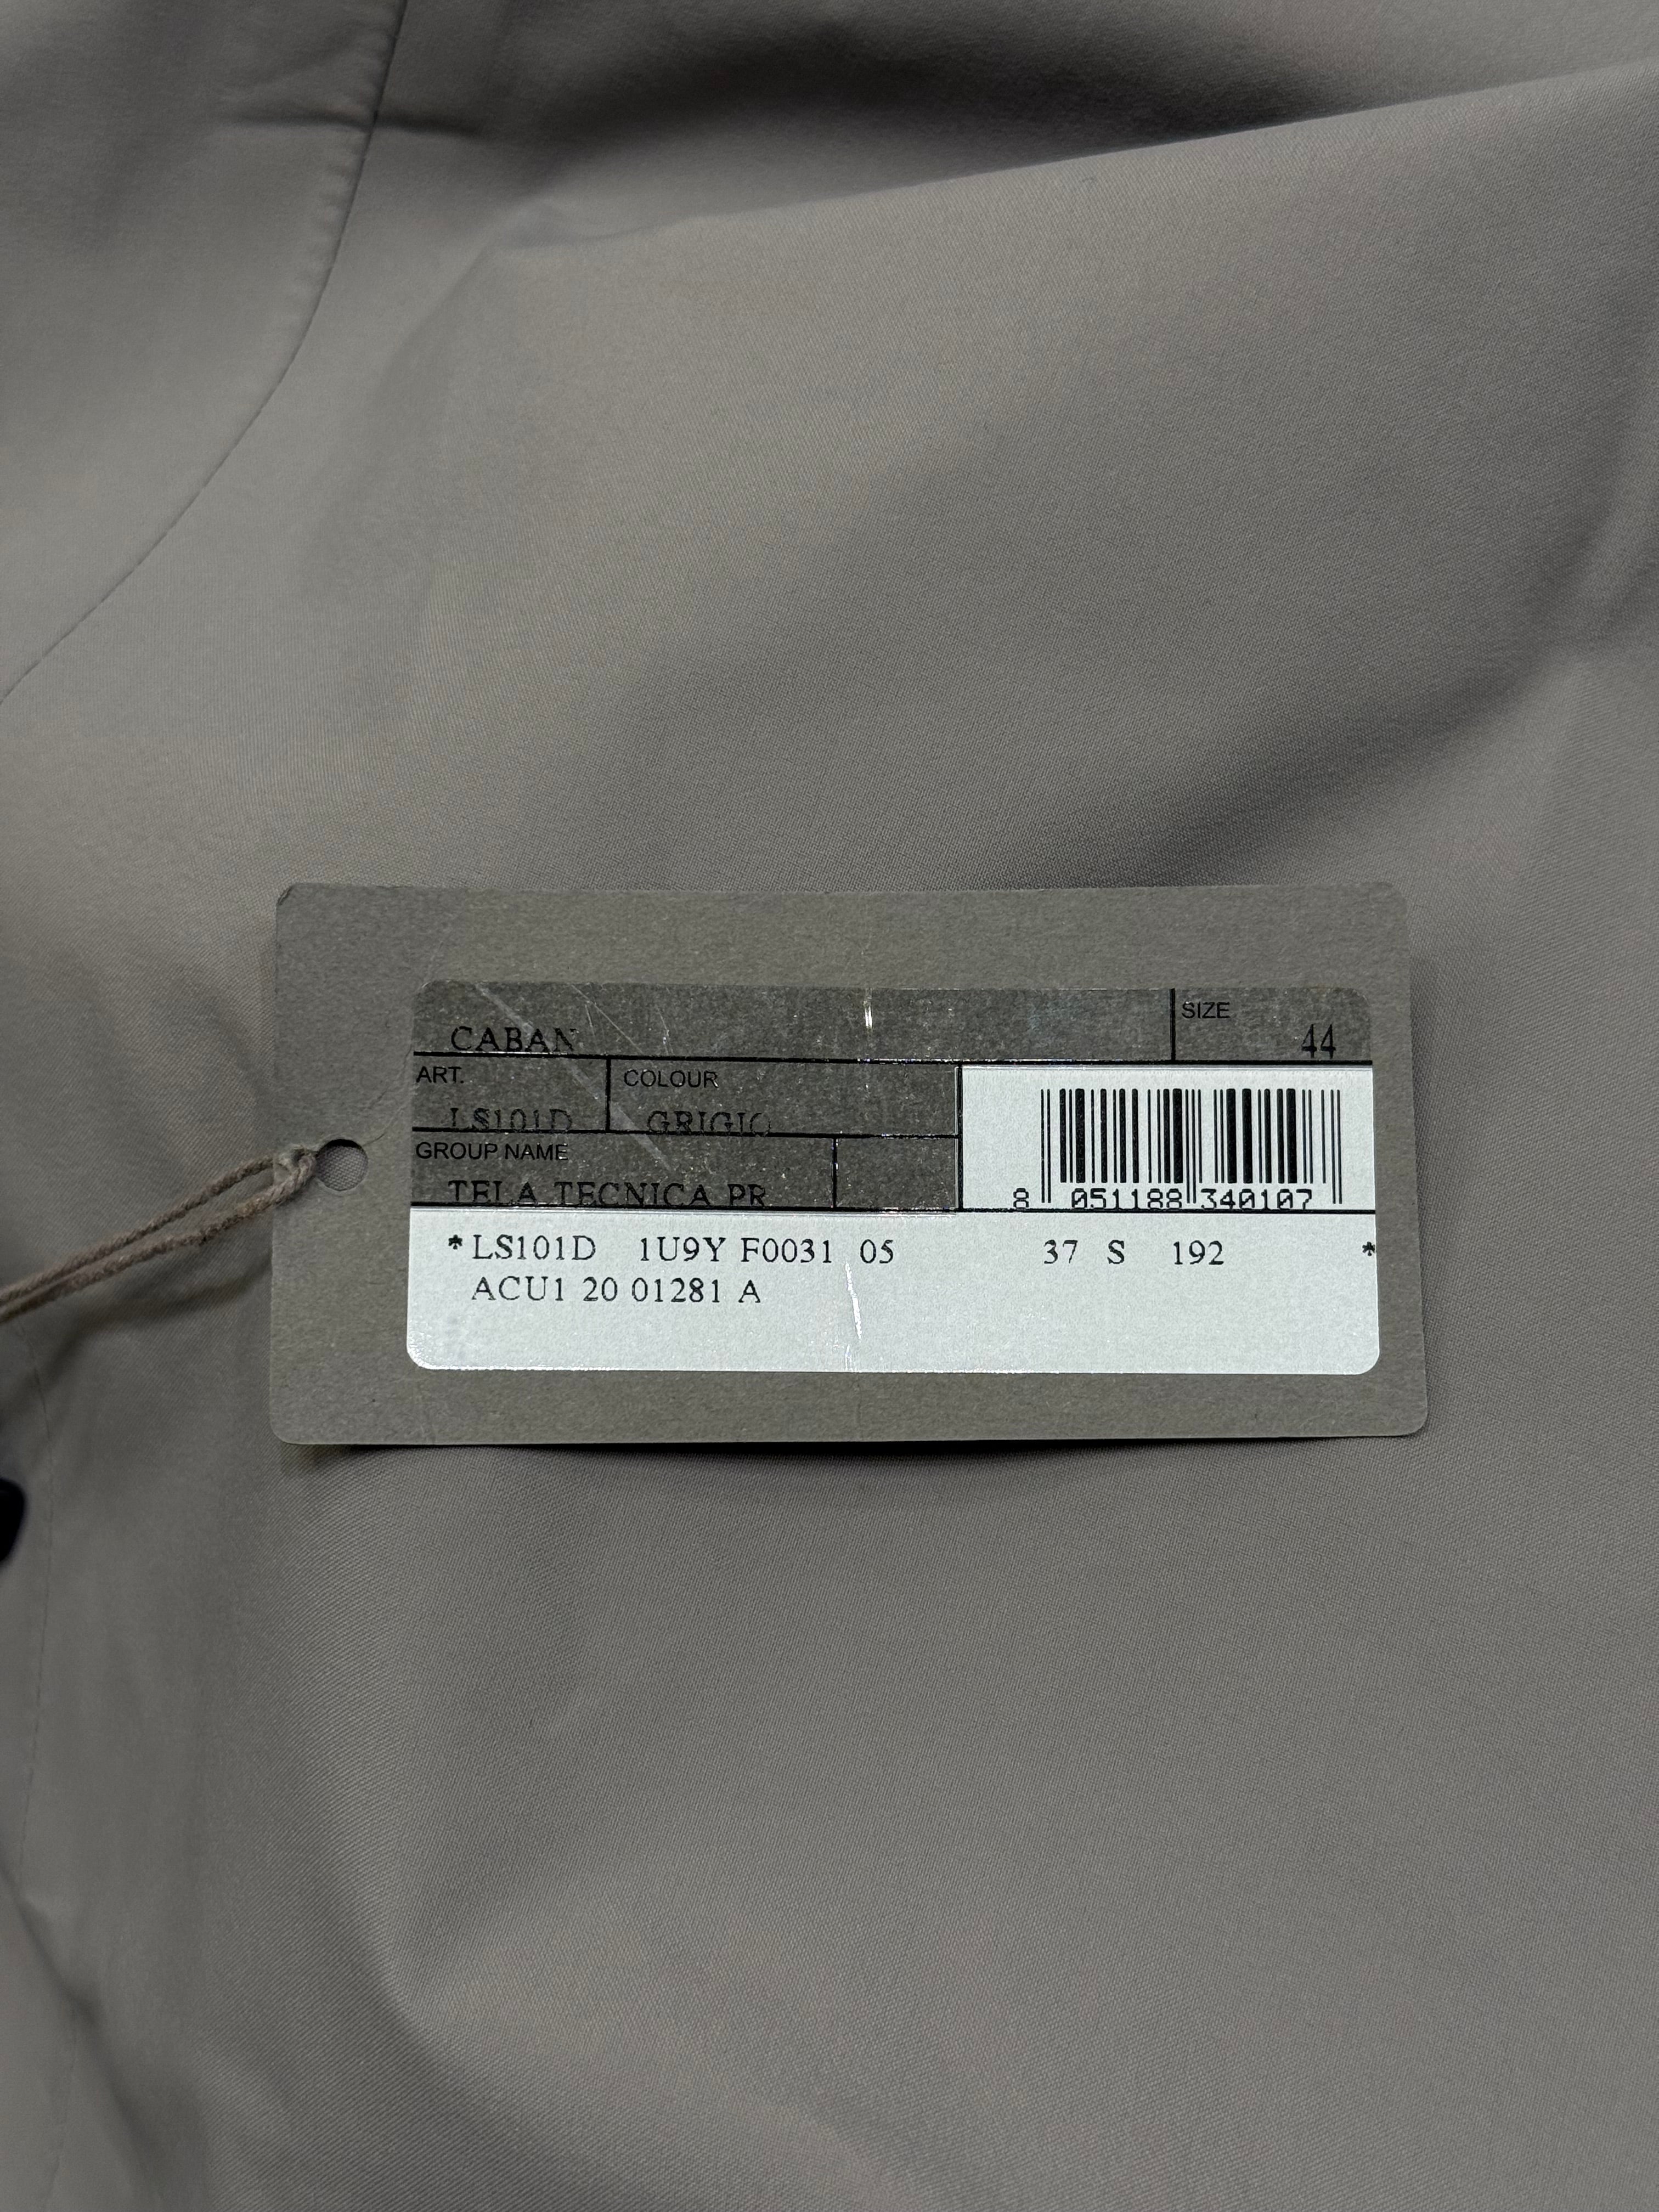 CABAN
SIZE
44
ART.
LS101D
COLOUR
GRIGIO
GROUP NAME
TELA TECNICA PR
8 051188 340107
*LS101D 1U9Y F0031 05 37 S 192 *
ACU1 20 01281 A